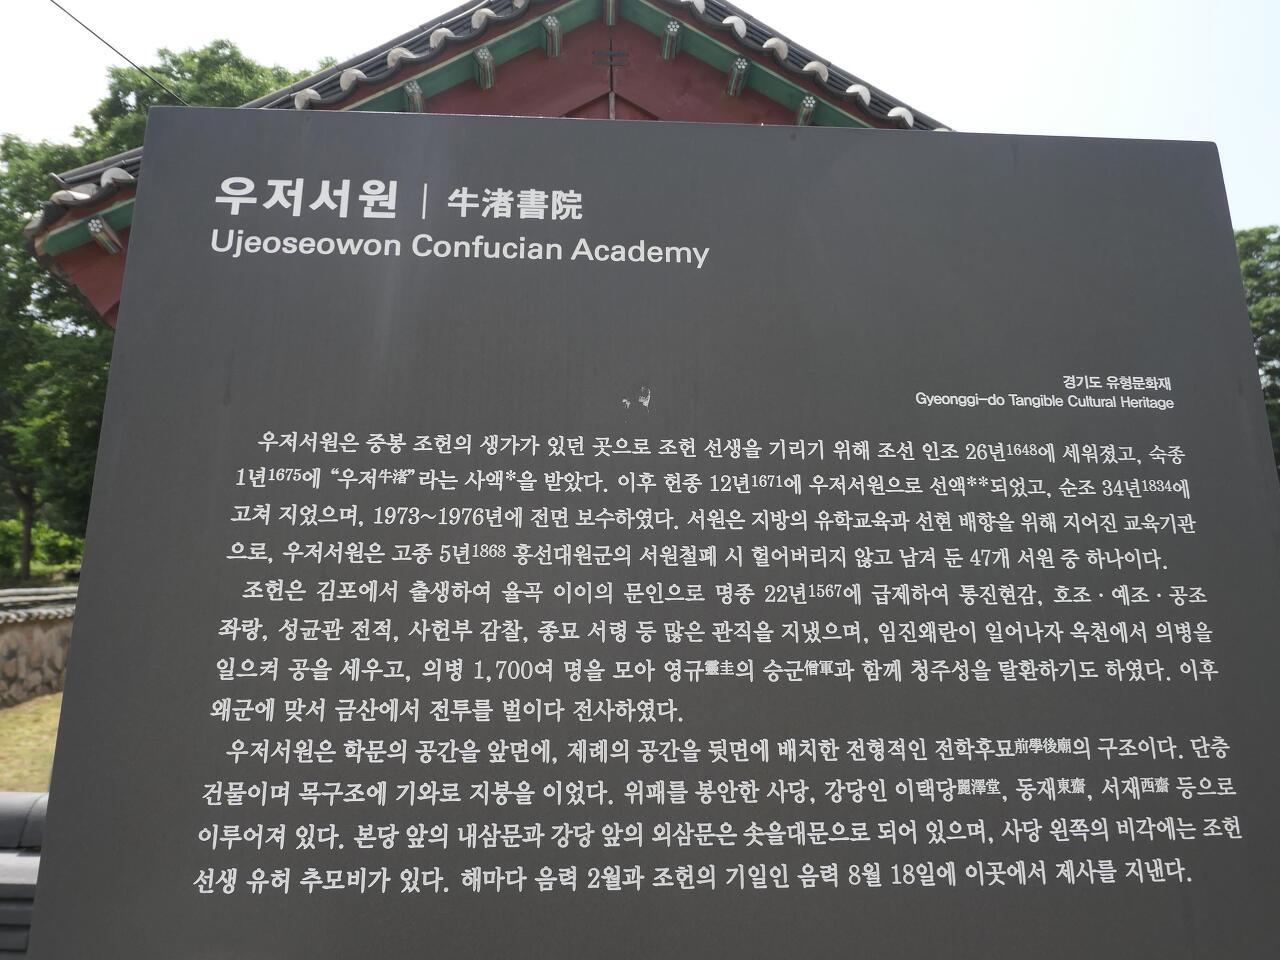 우저서원 | 牛渚書院
Ujeoseowon Confucian Academy
경기도 유형문화재
Gyeonggi-do Tangible Cultural Heritage
우저서원은 중봉 조헌의 생가가 있던 곳으로 조헌 선생을 기리기 위해 조선 인조 26년1648에 세워졌고, 숙종
1년1675에 “우저牛渚”라는 사액*을 받았다. 이후 헌종 12년1671에 우저서원으로 선액**되었고, 순조 34년1834에
고쳐 지었으며, 1973~1976년에 전면 보수하였다. 서원은 지방의 유학교육과 선현 배향을 위해 지어진 교육기관
으로, 우저서원은 고종 5년1868 흥선대원군의 서원철폐 시 헐어버리지 않고 남겨 둔 47개 서원 중 하나이다.
조헌은 김포에서 출생하여 율곡 이이의 문인으로 명종 22년1567에 급제하여 통진현감, 호조·예조·공조
좌랑, 성균관 전적, 사헌부 감찰, 종묘 서령 등 많은 관직을 지냈으며, 임진왜란이 일어나자 옥천에서 의병을
일으켜 공을 세우고, 의병 1,700여 명을 모아 영규靈圭의 승군僧軍과 함께 청주성을 탈환하기도 하였다. 이후
왜군에 맞서 금산에서 전투를 벌이다 전사하였다.
우저서원은 학문의 공간을 앞면에, 제례의 공간을 뒷면에 배치한 전형적인 전학후묘前學後廟의 구조이다. 단층
건물이며 목구조에 기와로 지붕을 이었다. 위패를 봉안한 사당, 강당인 이택당麗澤堂, 동재東齋, 서재西齋 등으로
이루어져 있다. 본당 앞의 내삼문과 강당 앞의 외삼문은 솟을대문으로 되어 있으며, 사당 왼쪽의 비각에는 조헌
선생 유허 추모비가 있다. 해마다 음력 2월과 조헌의 기일인 음력 8월 18일에 이곳에서 제사를 지낸다.